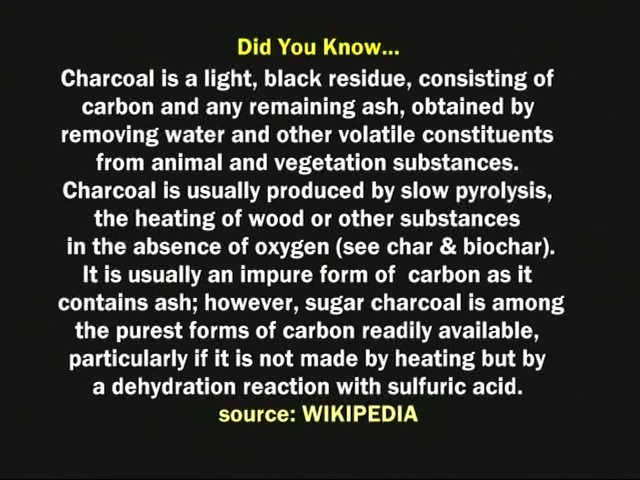 Did You Know...
Charcoal is a light, black residue, consisting of
carbon and any remaining ash, obtained by
removing water and other volatile constituents
from animal and vegetation substances.
Charcoal is usually produced by slow pyrolysis,
the heating of wood or other substances
in the absence of oxygen (see char & biochar).
It is usually an impure form of  carbon as it
contains ash; however, sugar charcoal is among
the purest forms of carbon readily available,
particularly if it is not made by heating but by
a dehydration reaction with sulfuric acid.
source: WIKIPEDIA